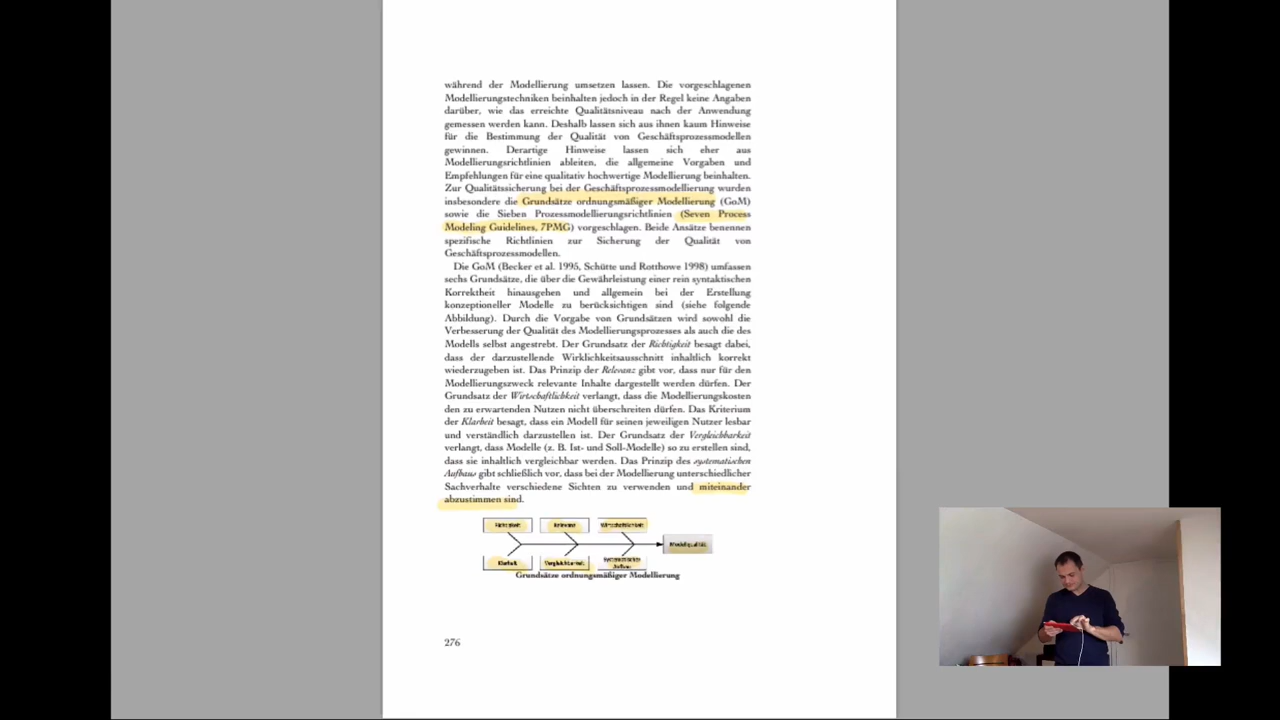 während der Modellierung umsetzen lassen. Die vorgeschlagenen
Modellierungstechniken beinhalten jedoch in der Regel keine Angaben
darüber, wie das erreichte Qualitätsniveau nach der Anwendung
gemessen werden kann. Deshalb lassen sich aus ihnen kaum Hinweise
für die Bestimmung der Qualität von Geschäftsprozessmodellen
gewinnen. Derartige Hinweise lassen sich eher aus
Modellierungsrichtlinien ableiten, die allgemeine Vorgaben und
Empfehlungen für eine qualitativ hochwertige Modellierung beinhalten.
Zur Qualitätssicherung bei der Geschäftsprozessmodellierung wurden
insbesondere die Grundsätze ordnungsmäßiger Modellierung (GoM)
sowie die Sieben Prozessmodellierungsrichtlinien (Seven Process
Modeling Guidelines, 7PMG) vorgeschlagen. Beide Ansätze benennen
spezifische Richtlinien zur Sicherung der Qualität von
Geschäftsprozessmodellen.
Die GoM (Becker et al. 1995, Schütte und Rotthowe 1998) umfassen
sechs Grundsätze, die über die Gewährleistung einer rein syntaktischen
Korrektheit hinausgehen und allgemein bei der Erstellung
konzeptioneller Modelle zu berücksichtigen sind (siehe folgende
Abbildung). Durch die Vorgabe von Grundsätzen wird sowohl die
Verbesserung der Qualität des Modellierungsprozesses als auch die des
Modells selbst angestrebt. Der Grundsatz der Richtigkeit besagt dabei,
dass der darzustellende Wirklichkeitsausschnitt inhaltlich korrekt
wiederzugeben ist. Das Prinzip der Relevanz gibt vor, dass nur für den
Modellierungszweck relevante Inhalte dargestellt werden dürfen. Der
Grundsatz der Wirtschaftlichkeit verlangt, dass die Modellierungskosten
den zu erwartenden Nutzen nicht überschreiten dürfen. Das Kriterium
der Klarheit besagt, dass ein Modell für seinen jeweiligen Nutzer lesbar
und verständlich darzustellen ist. Der Grundsatz der Vergleichbarkeit
verlangt, dass Modelle (z. B. Ist- und Soll-Modelle) so zu erstellen sind,
dass sie inhaltlich vergleichbar werden. Das Prinzip des systematischen
Aufbaus gibt schließlich vor, dass bei der Modellierung unterschiedlicher
Sachverhalte verschiedene Sichten zu verwenden und miteinander
abzustimmen sind.
Richtigkeit Relevanz Wirtschaftlichkeit
Modellqualität
Klarheit Vergleichbarkeit Systematischer
Aufbau
Grundsätze ordnungsmäßiger Modellierung
276